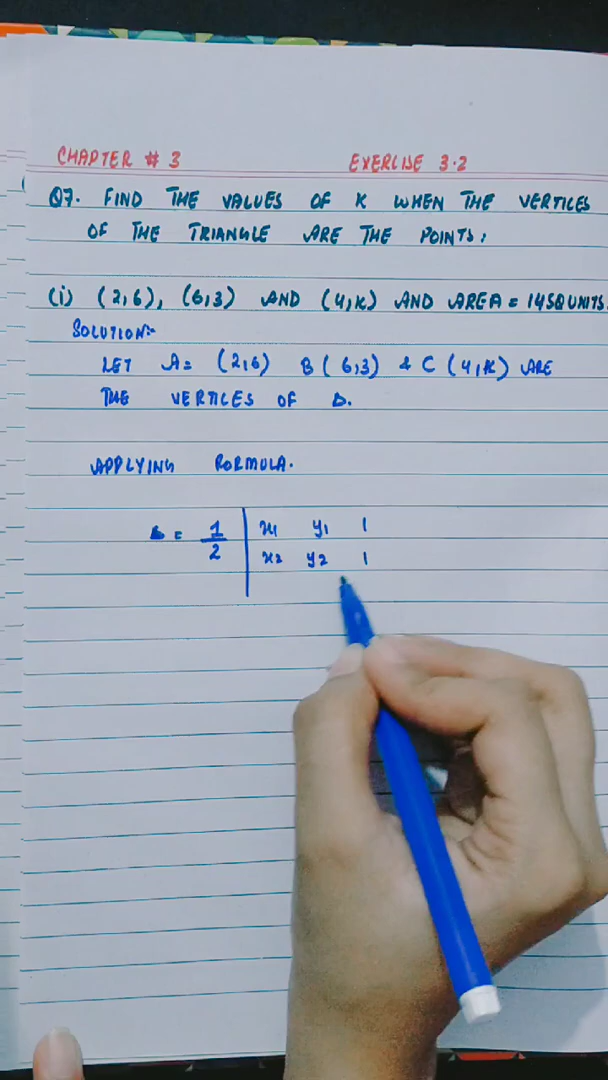 CHAPTER # 3 EXERCISE 3.2
Q7. FIND THE VALUES OF K WHEN THE VERTICES
OF THE TRIANGLE ARE THE POINTS:
(i) (2,6), (6,3) AND (4,K) AND AREA = 14SQUNITS.
SOLUTION:-
LET A= (2,6) B (6,3) & C (4,K) ARE
THE VERTICES OF Δ.
APPLYING FORMULA.
Δ = 1/2 | x₁ y₁ 1
x₂ y₂ 1